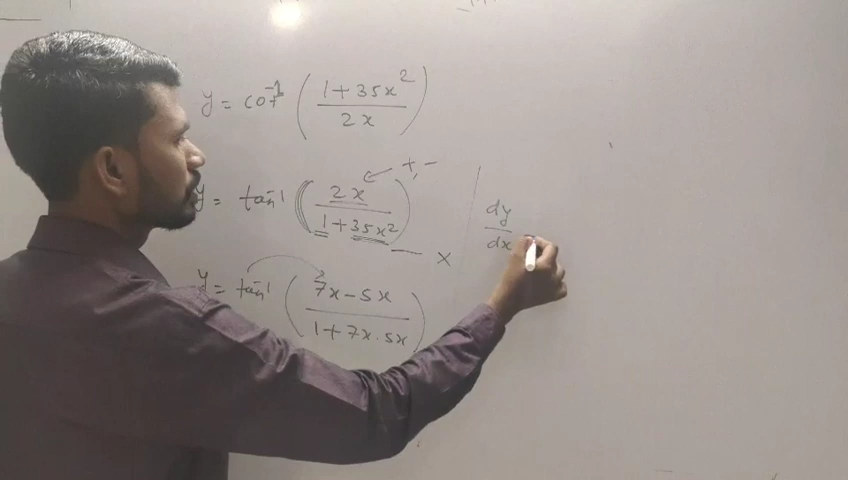 y = cot⁻¹ ( (1+35x²) / (2x) )
y = tan⁻¹ ( (2x) / (1+35x²) ) +, -
x
y = tan⁻¹ ( (7x-5x) / (1+7x.5x) )
dy/dx